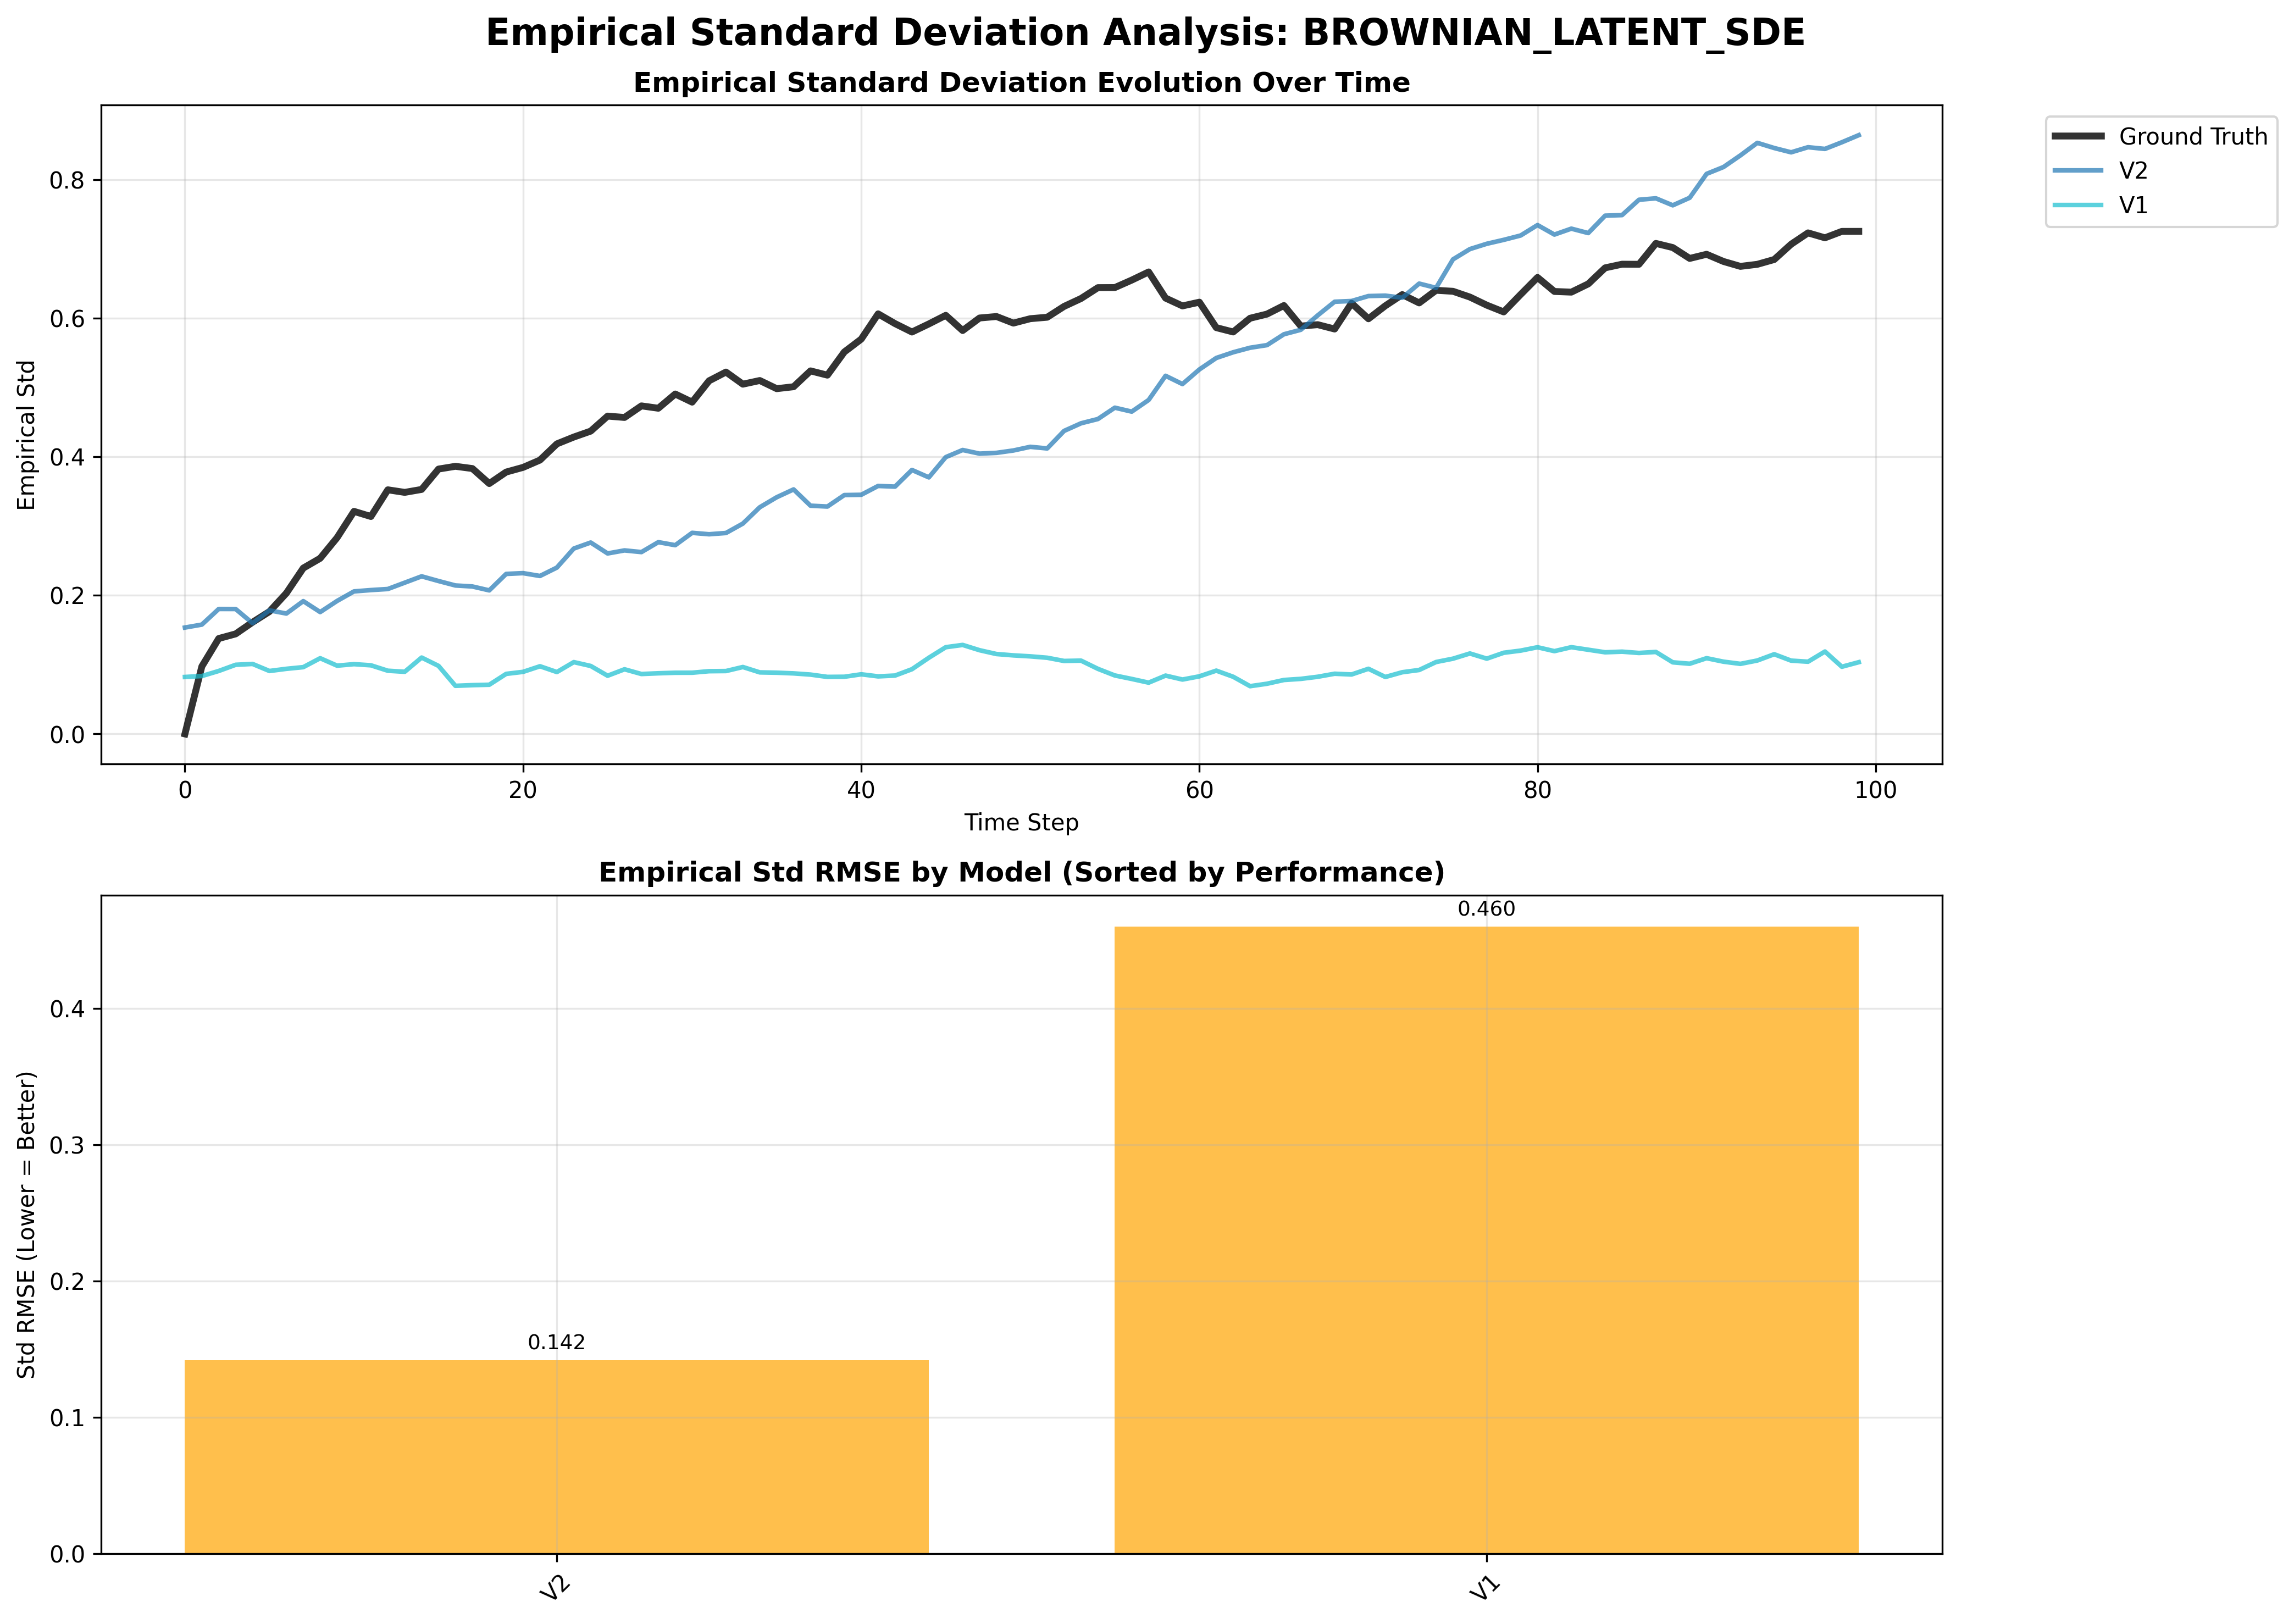 Empirical Standard Deviation Analysis: BROWNIAN_LATENT_SDE
Empirical Standard Deviation Evolution Over Time
Ground Truth
V2
V1
Empirical Std
0.8
0.6
0.4
0.2
0.0
0 20 40 60 80 100
Time Step
Empirical Std RMSE by Model (Sorted by Performance)
Std RMSE (Lower = Better)
0.4
0.3
0.2
0.1
0.0
0.142
0.460
V2 V1